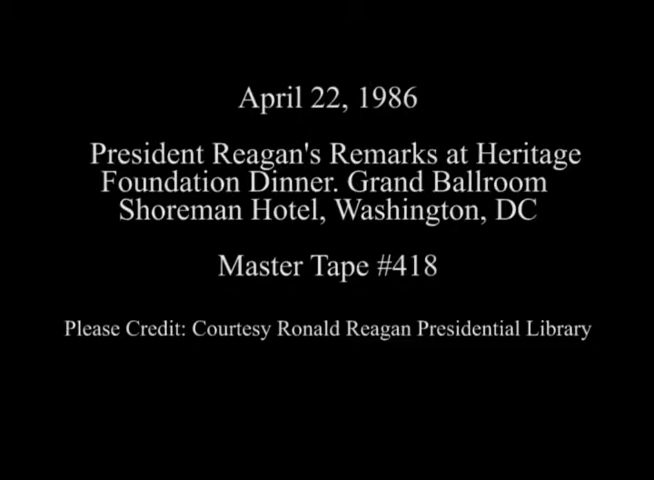 April 22, 1986
President Reagan's Remarks at Heritage
Foundation Dinner. Grand Ballroom
Shoreman Hotel, Washington, DC
Master Tape #418
Please Credit: Courtesy Ronald Reagan Presidential Library